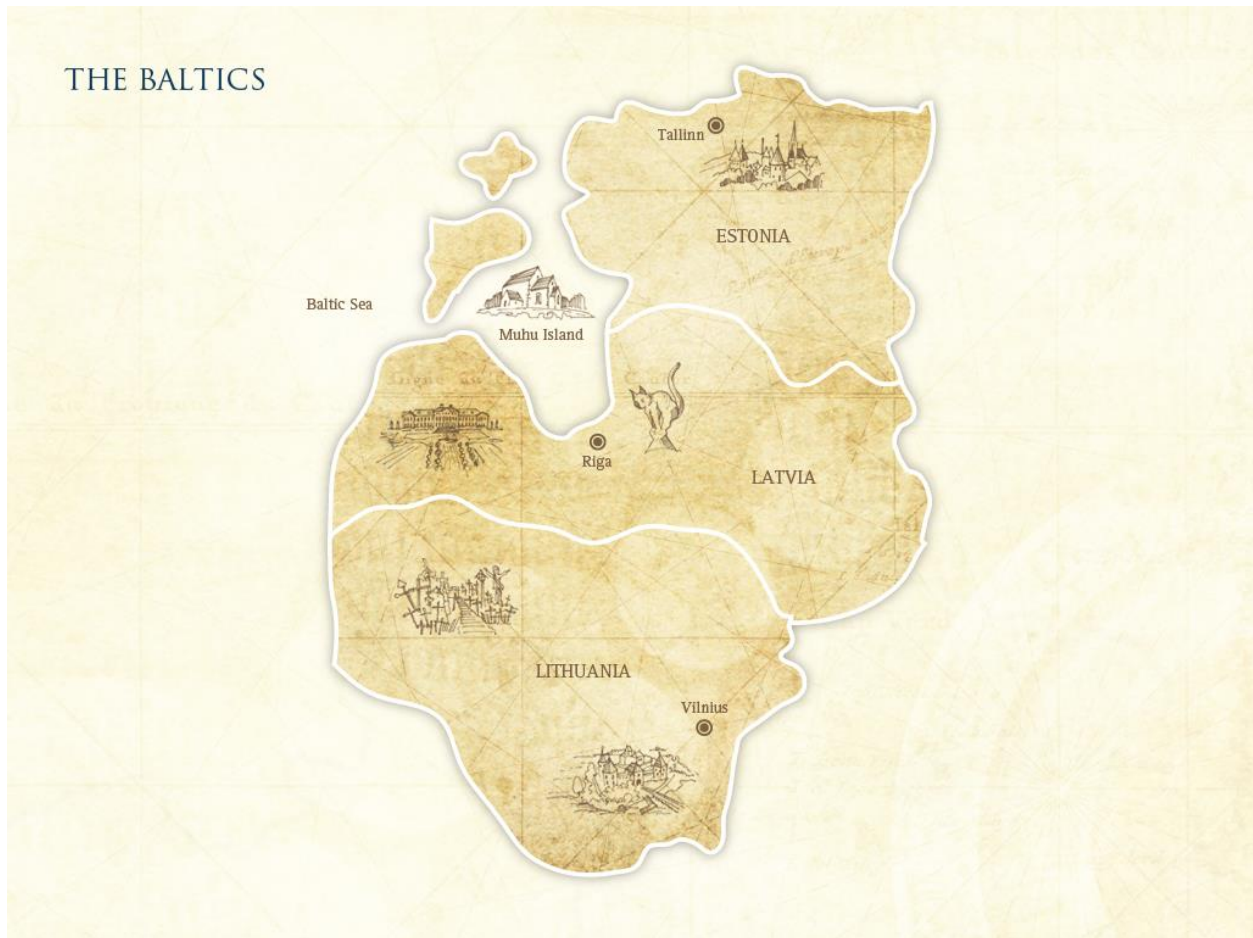 THE BALTICS
Tallinn
ESTONIA
Baltic Sea
Muhu Island
Riga
LATVIA
LITHUANIA
Vilnius